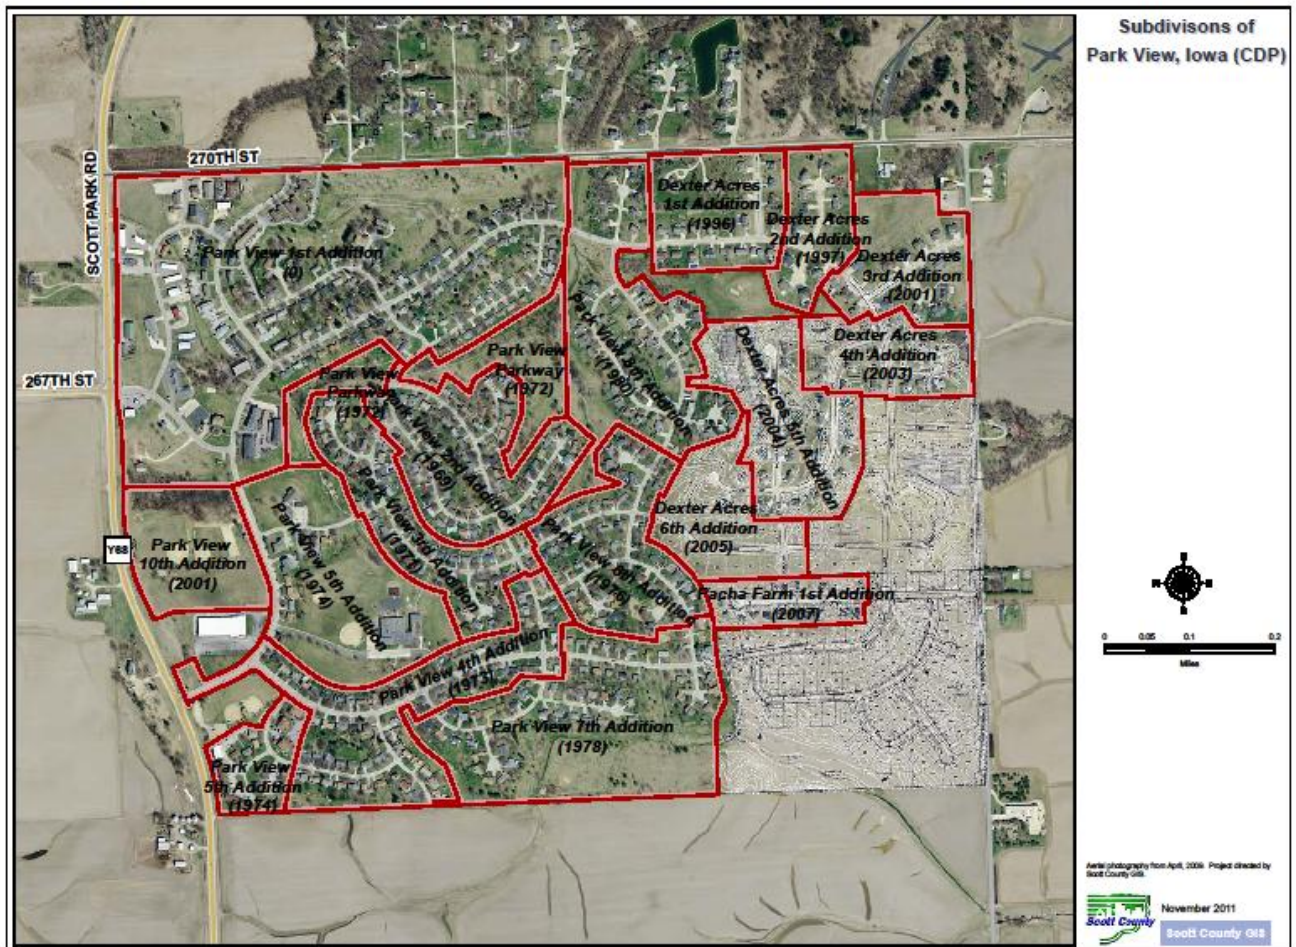 Subdivisons of
Park View, Iowa (CDP)
270TH ST
SCOTT PARK RD
267TH ST
Y68
Park View 1st Addition
(0)
Dexter Acres
1st Addition
(1996)
Dexter Acres
2nd Addition
(1997)
Dexter Acres
3rd Addition
(2001)
Dexter Acres
4th Addition
(2003)
Park View
Parkway
(1972)
Park View
Parkway
(1972)
Dexter Acres 5th Addition
(2004)
Park View 2nd Addition
(1969)
Park View 3rd Addition
Dexter Acres
6th Addition
(2005)
Park View
10th Addition
(2001)
Park View 5th Addition
(1974)
(1976)
Pacha Farm 1st Addition
(2007)
Park View 4th Addition
(1973)
Park View 7th Addition
(1978)
Park View
5th Addition
(1974)
0 0.05 0.1 0.2
Miles
Aerial photography from April, 2009. Project directed by
Scott County GIS.
Scott County
November 2011
Scott County GIS